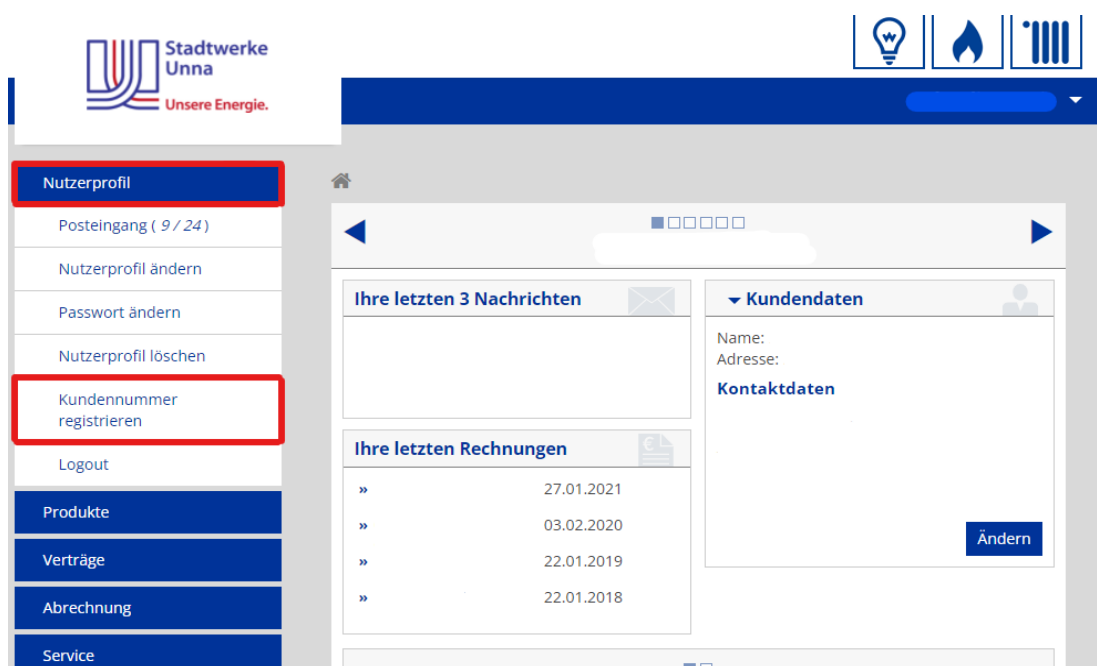 Stadtwerke
Unna
Unsere Energie.
Nutzerprofil
Posteingang ( 9 / 24 )
Nutzerprofil ändern
Passwort ändern
Nutzerprofil löschen
Kundennummer
registrieren
Logout
Produkte
Verträge
Abrechnung
Service
Ihre letzten 3 Nachrichten
Ihre letzten Rechnungen
» 27.01.2021
» 03.02.2020
» 22.01.2019
» 22.01.2018
Kundendaten
Name:
Adresse:
Kontaktdaten
Ändern